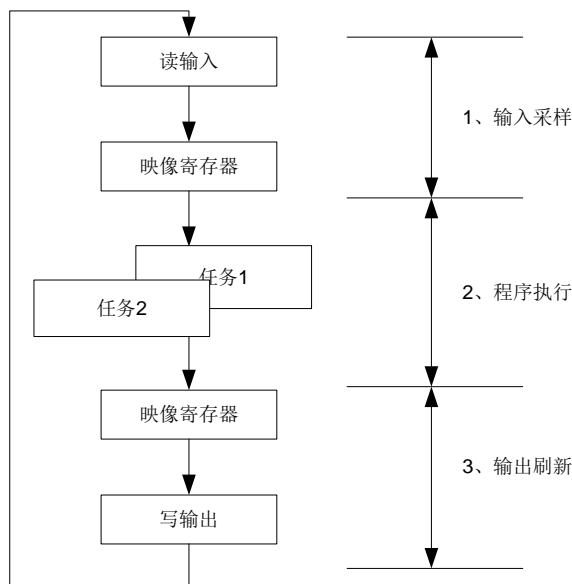 读输入
1、输入采样
映像寄存器
任务1
任务2
2、程序执行
映像寄存器
3、输出刷新
写输出